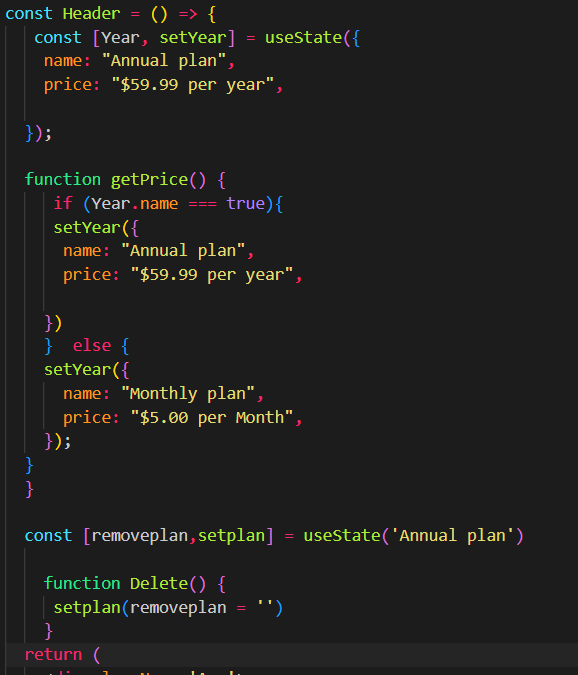 const Header = () => {
const [Year, setYear] = useState({
name: "Annual plan",
price: "$59.99 per year",
});
function getPrice() {
if (Year.name === true){
setYear({
name: "Annual plan",
price: "$59.99 per year",
})
} else {
setYear({
name: "Monthly plan",
price: "$5.00 per Month",
});
}
}
const [removeplan,setplan] = useState('Annual plan')
function Delete() {
setplan(removeplan = '')
}
return (